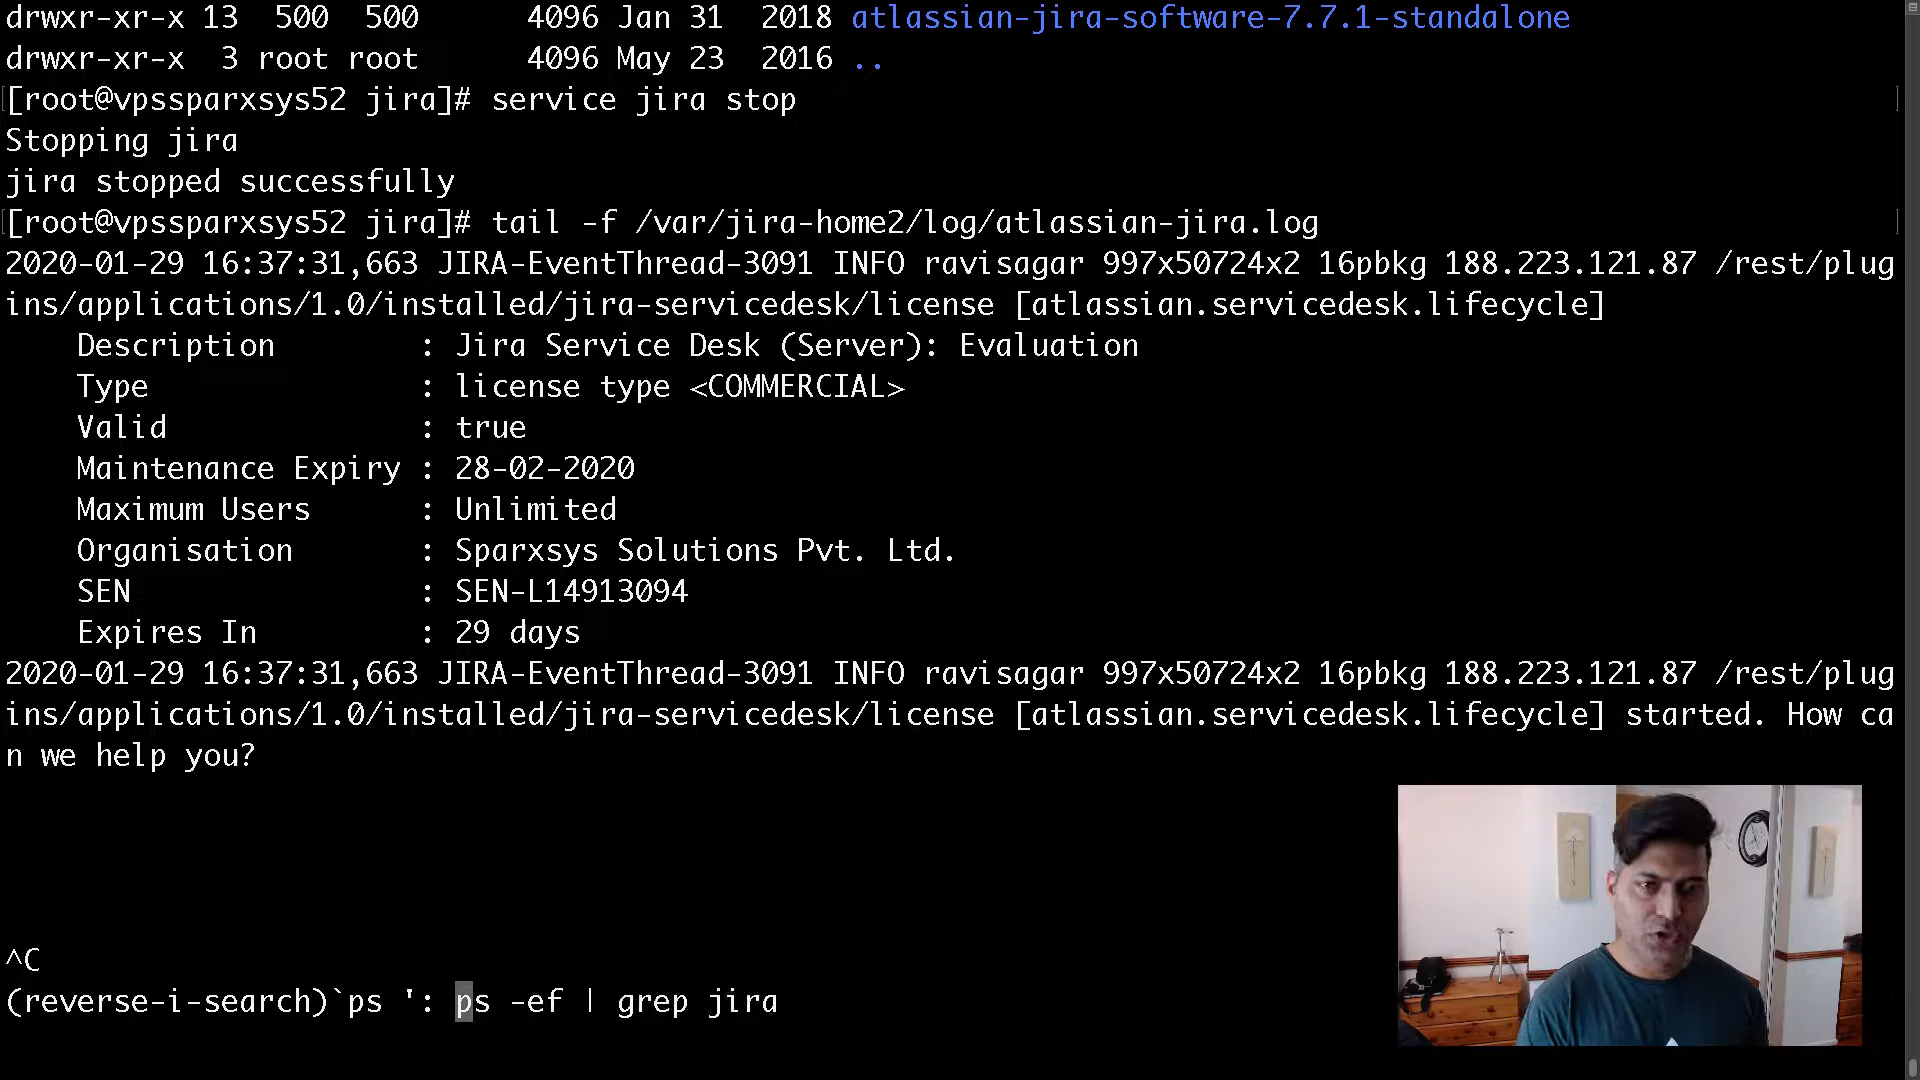 drwxr-xr-x 13  500  500      4096 Jan 31  2018 atlassian-jira-software-7.7.1-standalone
drwxr-xr-x  3 root root      4096 May 23  2016 ..
[root@vpssparxsys52 jira]# service jira stop
Stopping jira
jira stopped successfully
[root@vpssparxsys52 jira]# tail -f /var/jira-home2/log/atlassian-jira.log
2020-01-29 16:37:31,663 JIRA-EventThread-3091 INFO ravisagar 997x50724x2 16pbkg 188.223.121.87 /rest/plug
ins/applications/1.0/installed/jira-servicedesk/license [atlassian.servicedesk.lifecycle]
    Description        : Jira Service Desk (Server): Evaluation
    Type               : license type <COMMERCIAL>
    Valid              : true
    Maintenance Expiry : 28-02-2020
    Maximum Users      : Unlimited
    Organisation       : Sparxsys Solutions Pvt. Ltd.
    SEN                : SEN-L14913094
    Expires In         : 29 days
2020-01-29 16:37:31,663 JIRA-EventThread-3091 INFO ravisagar 997x50724x2 16pbkg 188.223.121.87 /rest/plug
ins/applications/1.0/installed/jira-servicedesk/license [atlassian.servicedesk.lifecycle] started. How ca
n we help you?
^C
(reverse-i-search)`ps ': ps -ef | grep jira